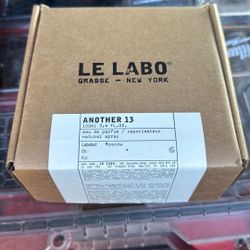 LE LABO
GRASSE - NEW YORK
ANOTHER 13
100ml 3,4 FL.OZ.
eau de parfum / vaporisateur
natural spray
Labeled
On
For